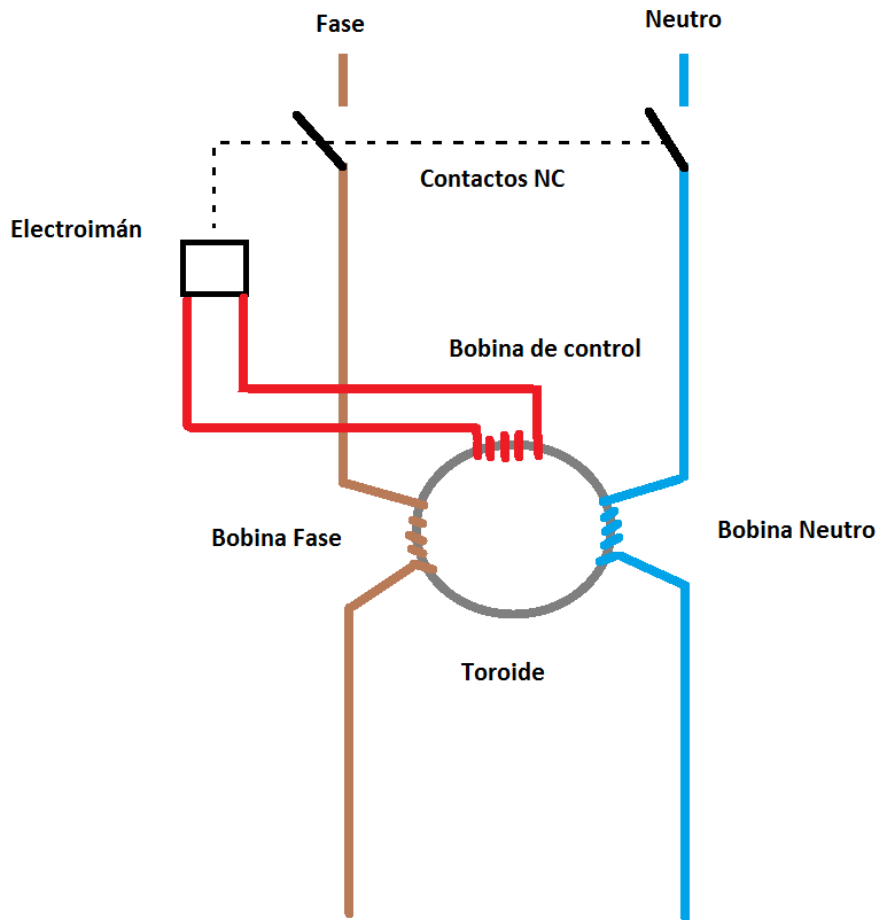 Fase
Neutro
Contactos NC
Electroimán
Bobina de control
Bobina Fase
Bobina Neutro
Toroide